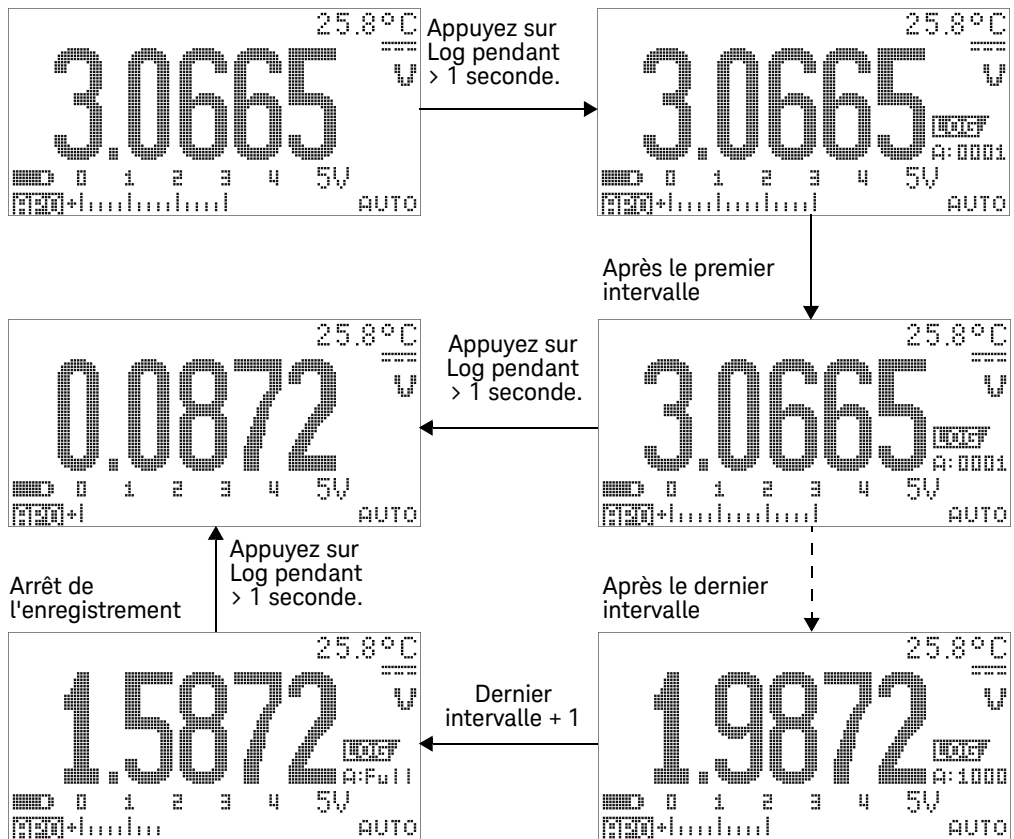 25.8°C
3.0665
V
0 1 2 3 4 5V
AUTO
Appuyez sur
Log pendant
> 1 seconde.
25.8°C
3.0665
V
LOG
A:0001
0 1 2 3 4 5V
AUTO
Après le premier
intervalle
25.8°C
0.0872
V
0 1 2 3 4 5V
AUTO
Appuyez sur
Log pendant
> 1 seconde.
25.8°C
3.0665
V
LOG
A:0001
0 1 2 3 4 5V
AUTO
Arrêt de
l'enregistrement
Appuyez sur
Log pendant
> 1 seconde.
Après le dernier
intervalle
25.8°C
1.5872
V
LOG
A:Full
0 1 2 3 4 5V
AUTO
Dernier
intervalle + 1
25.8°C
1.9872
V
LOG
A:1000
0 1 2 3 4 5V
AUTO